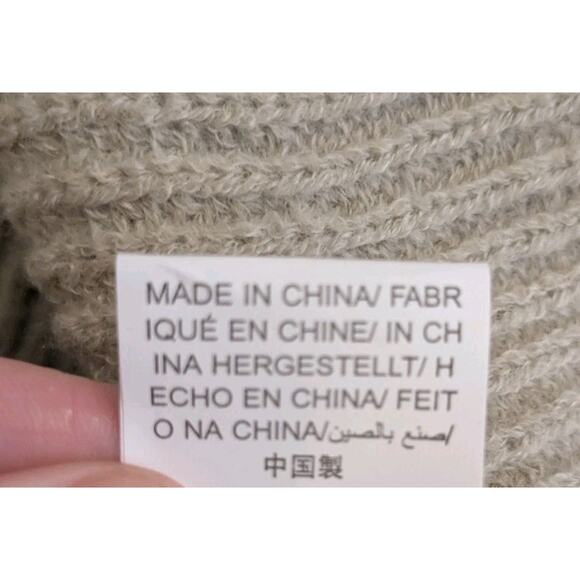 MADE IN CHINA/ FABR
IQUÉ EN CHINE/ IN CH
INA HERGESTELLT/ H
ECHO EN CHINA/ FEIT
O NA CHINA/صنع بالصين/
中国製